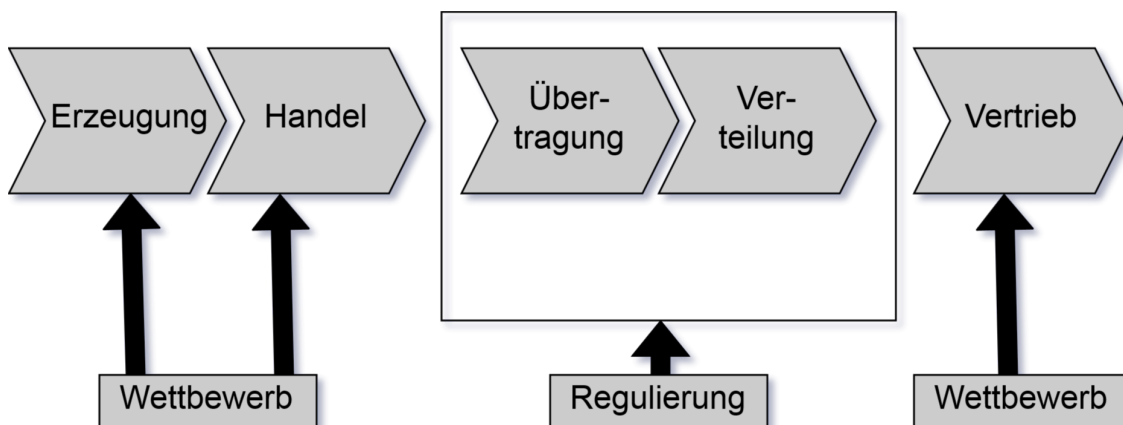 Erzeugung
Handel
Über-
tragung
Ver-
teilung
Vertrieb
Wettbewerb
Regulierung
Wettbewerb